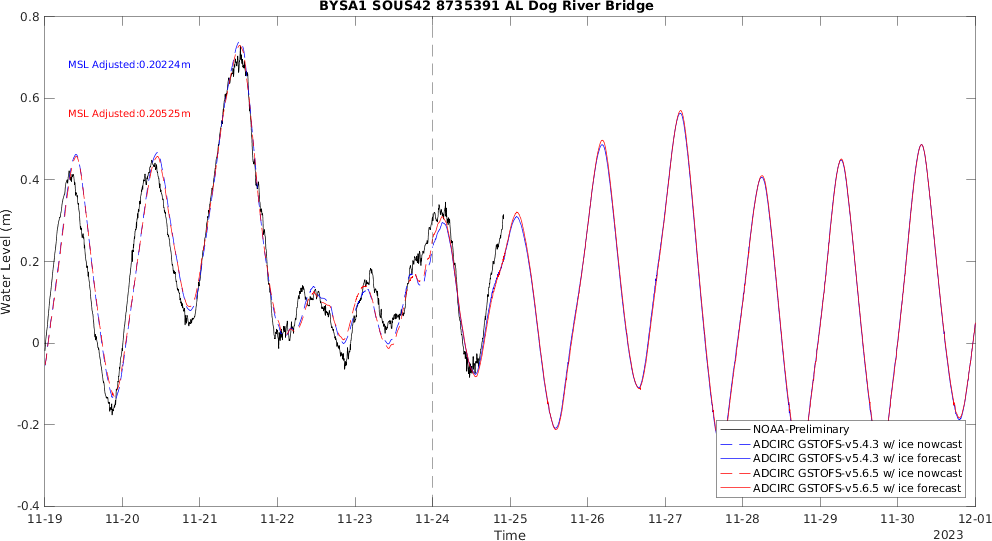 BYSA1 SOUS42 8735391 AL Dog River Bridge
0.8
0.6
0.4
0.2
0
-0.2
-0.4
Water Level (m)
MSL Adjusted:0.20224m
MSL Adjusted:0.20525m
NOAA-Preliminary
ADCIRC GSTOFS-v5.4.3 w/ ice nowcast
ADCIRC GSTOFS-v5.4.3 w/ ice forecast
ADCIRC GSTOFS-v5.6.5 w/ ice nowcast
ADCIRC GSTOFS-v5.6.5 w/ ice forecast
11-19 11-20 11-21 11-22 11-23 11-24 11-25 11-26 11-27 11-28 11-29 11-30 12-01
Time
2023